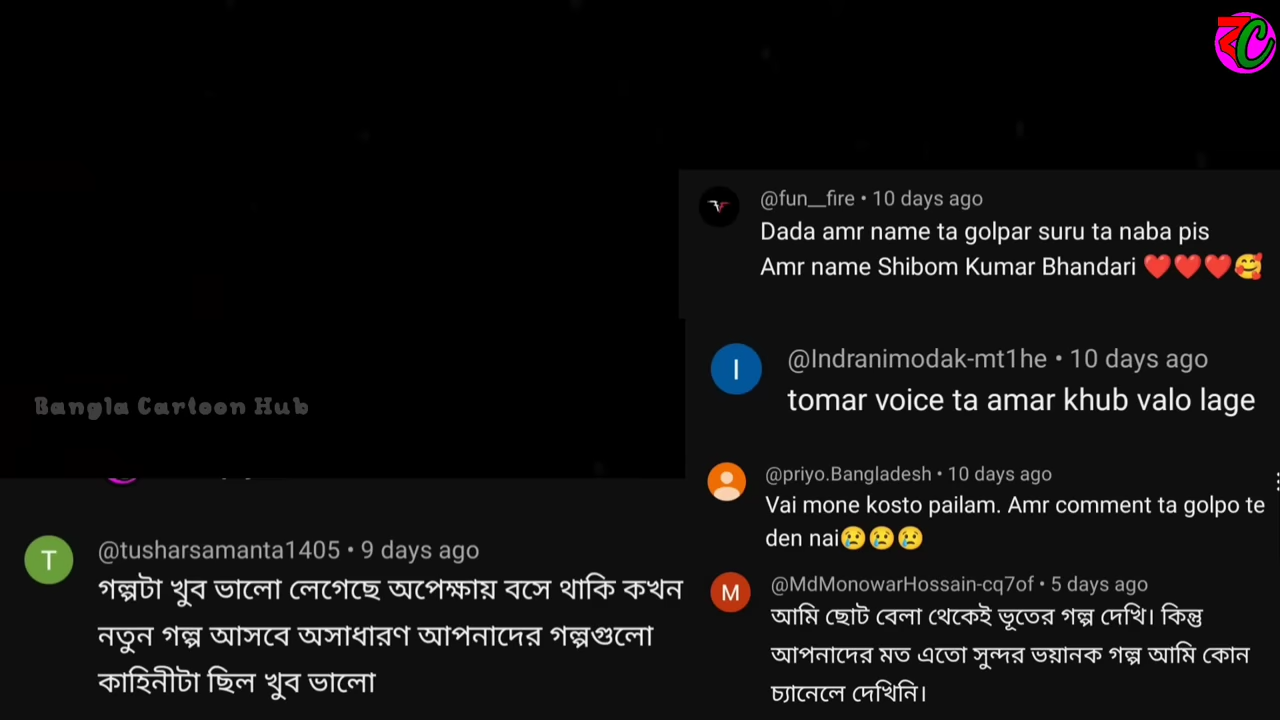 @fun__fire • 10 days ago
Dada amr name ta golpar suru ta naba pis
Amr name Shibom Kumar Bhandari ❤️❤️❤️🥰
@Indranimodak-mt1he • 10 days ago
tomar voice ta amar khub valo lage
Bangla Cartoon Hub
@priyo.Bangladesh • 10 days ago
Vai mone kosto pailam. Amr comment ta golpo te
den nai😢😢😢
@tusharsamanta1405 • 9 days ago
গল্পটা খুব ভালো লেগেছে অপেক্ষায় বসে থাকি কখন
নতুন গল্প আসবে অসাধারণ আপনাদের গল্পগুলো
কাহিনীটা ছিল খুব ভালো
@MdMonowarHossain-cq7of • 5 days ago
আমি ছোট বেলা থেকেই ভূতের গল্প দেখি। কিন্তু
আপনাদের মত এতো সুন্দর ভয়ানক গল্প আমি কোন
চ্যানেলে দেখিনি।